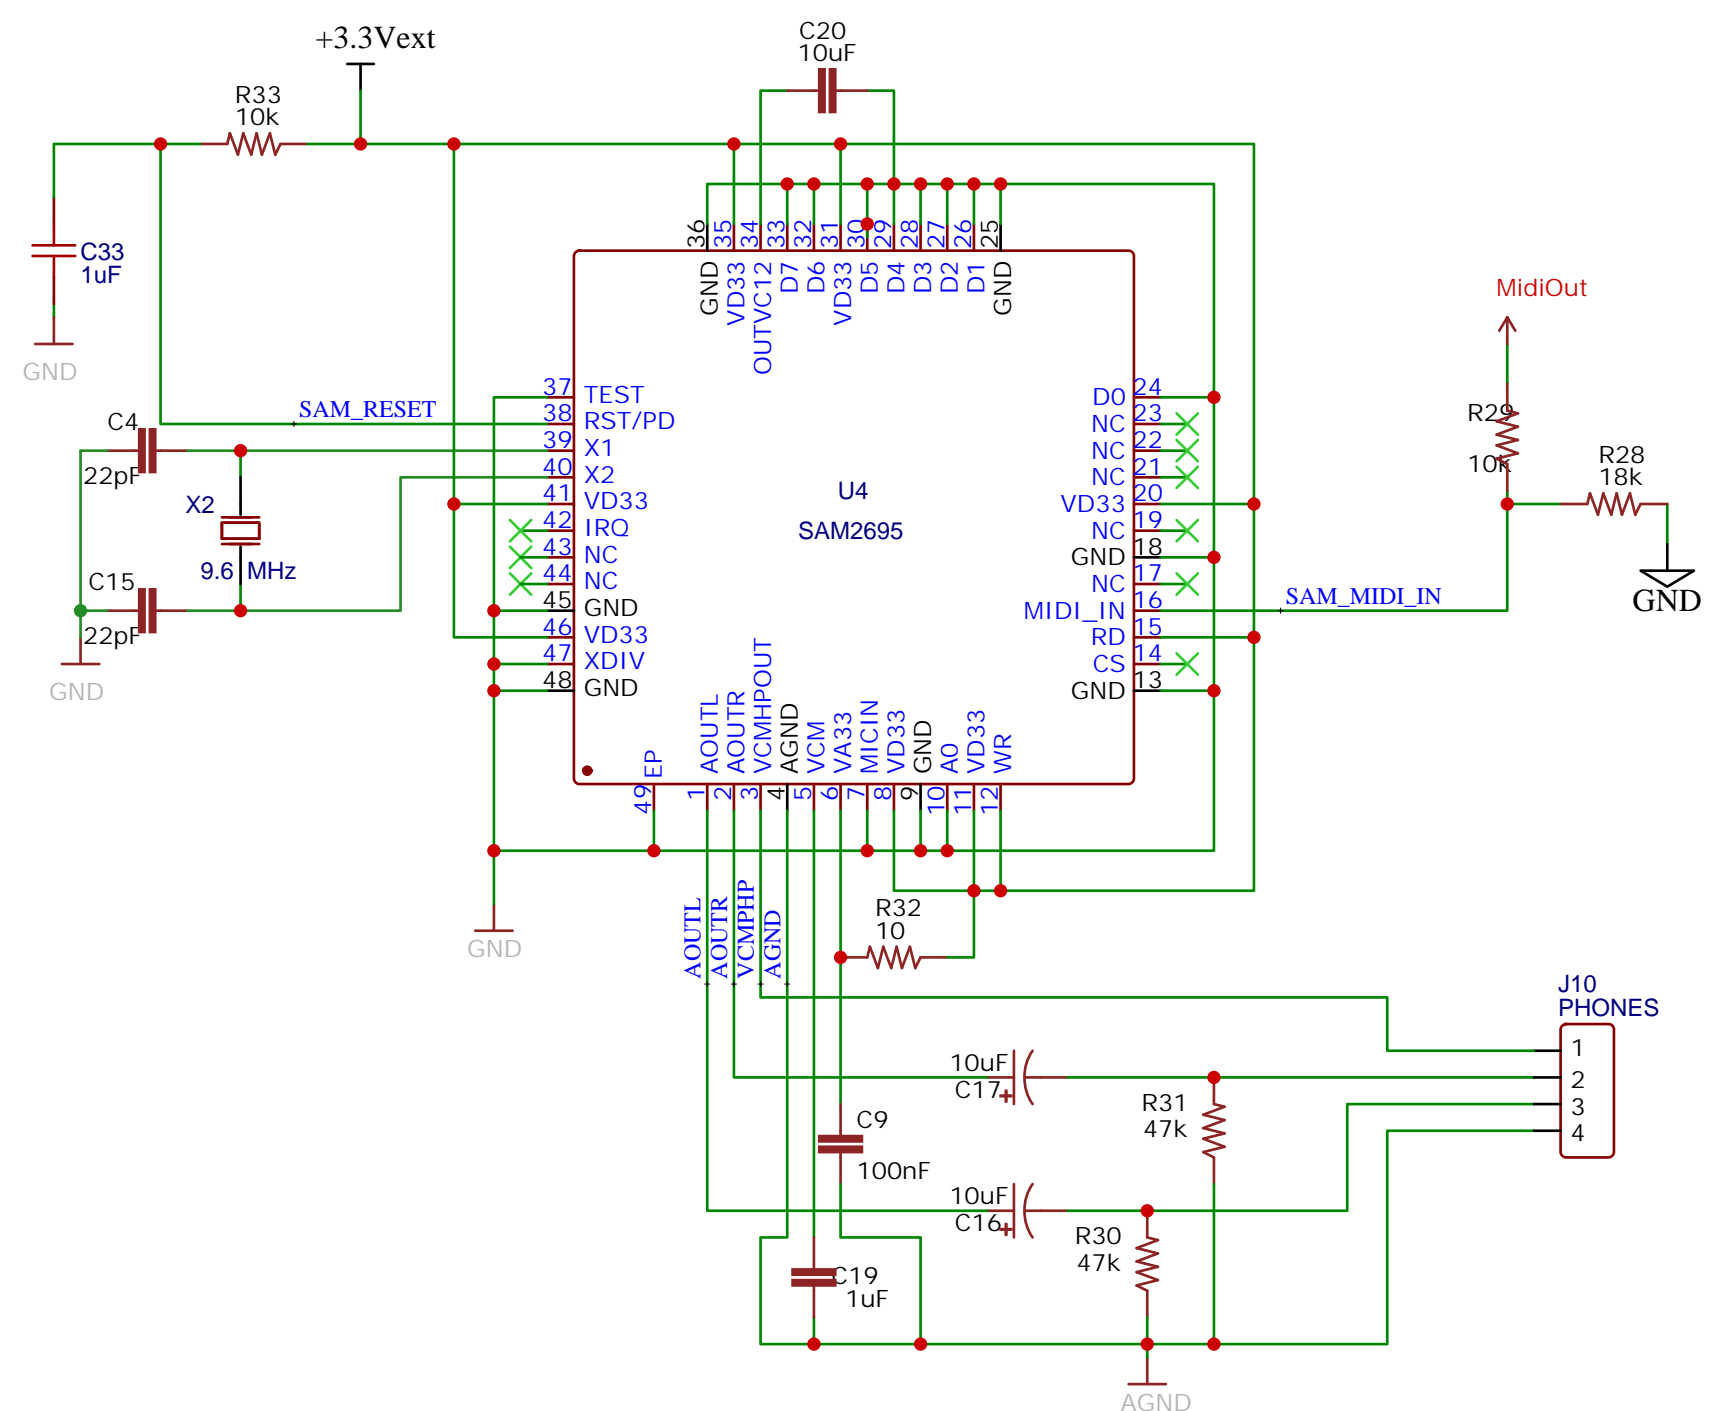 +3.3Vext
C20
10uF
R33
10k
C33
1uF
GND
36
35
34
33
32
31
30
29
28
27
26
25
GND
VD33
OUTVC12
D7
D6
VD33
D5
D4
D3
D2
D1
GND
MidiOut
R29
10k
R28
18k
GND
SAM_RESET
C4
22pF
X2
9.6 MHz
C15
22pF
GND
37 TEST
38 RST/PD
39 X1
40 X2
41 VD33
42 IRQ
43 NC
44 NC
45 GND
46 VD33
47 XDIV
48 GND
U4
SAM2695
D0 24
NC 23
NC 22
NC 21
VD33 20
NC 19
GND 18
NC 17
MIDI_IN 16
RD 15
CS 14
GND 13
SAM_MIDI_IN
EP
AOUTL
AOUTR
VCMHPOUT
AGND
VCM
VA33
MICIN
VD33
GND
A0
VD33
WR
49
1
2
3
4
5
6
7
8
9
10
11
12
GND
AOUTL
AOUTR
VCMPHP
AGND
R32
10
J10
PHONES
1
2
3
4
10uF
C17
+
R31
47k
C9
100nF
10uF
C16
+
R30
47k
C19
1uF
AGND